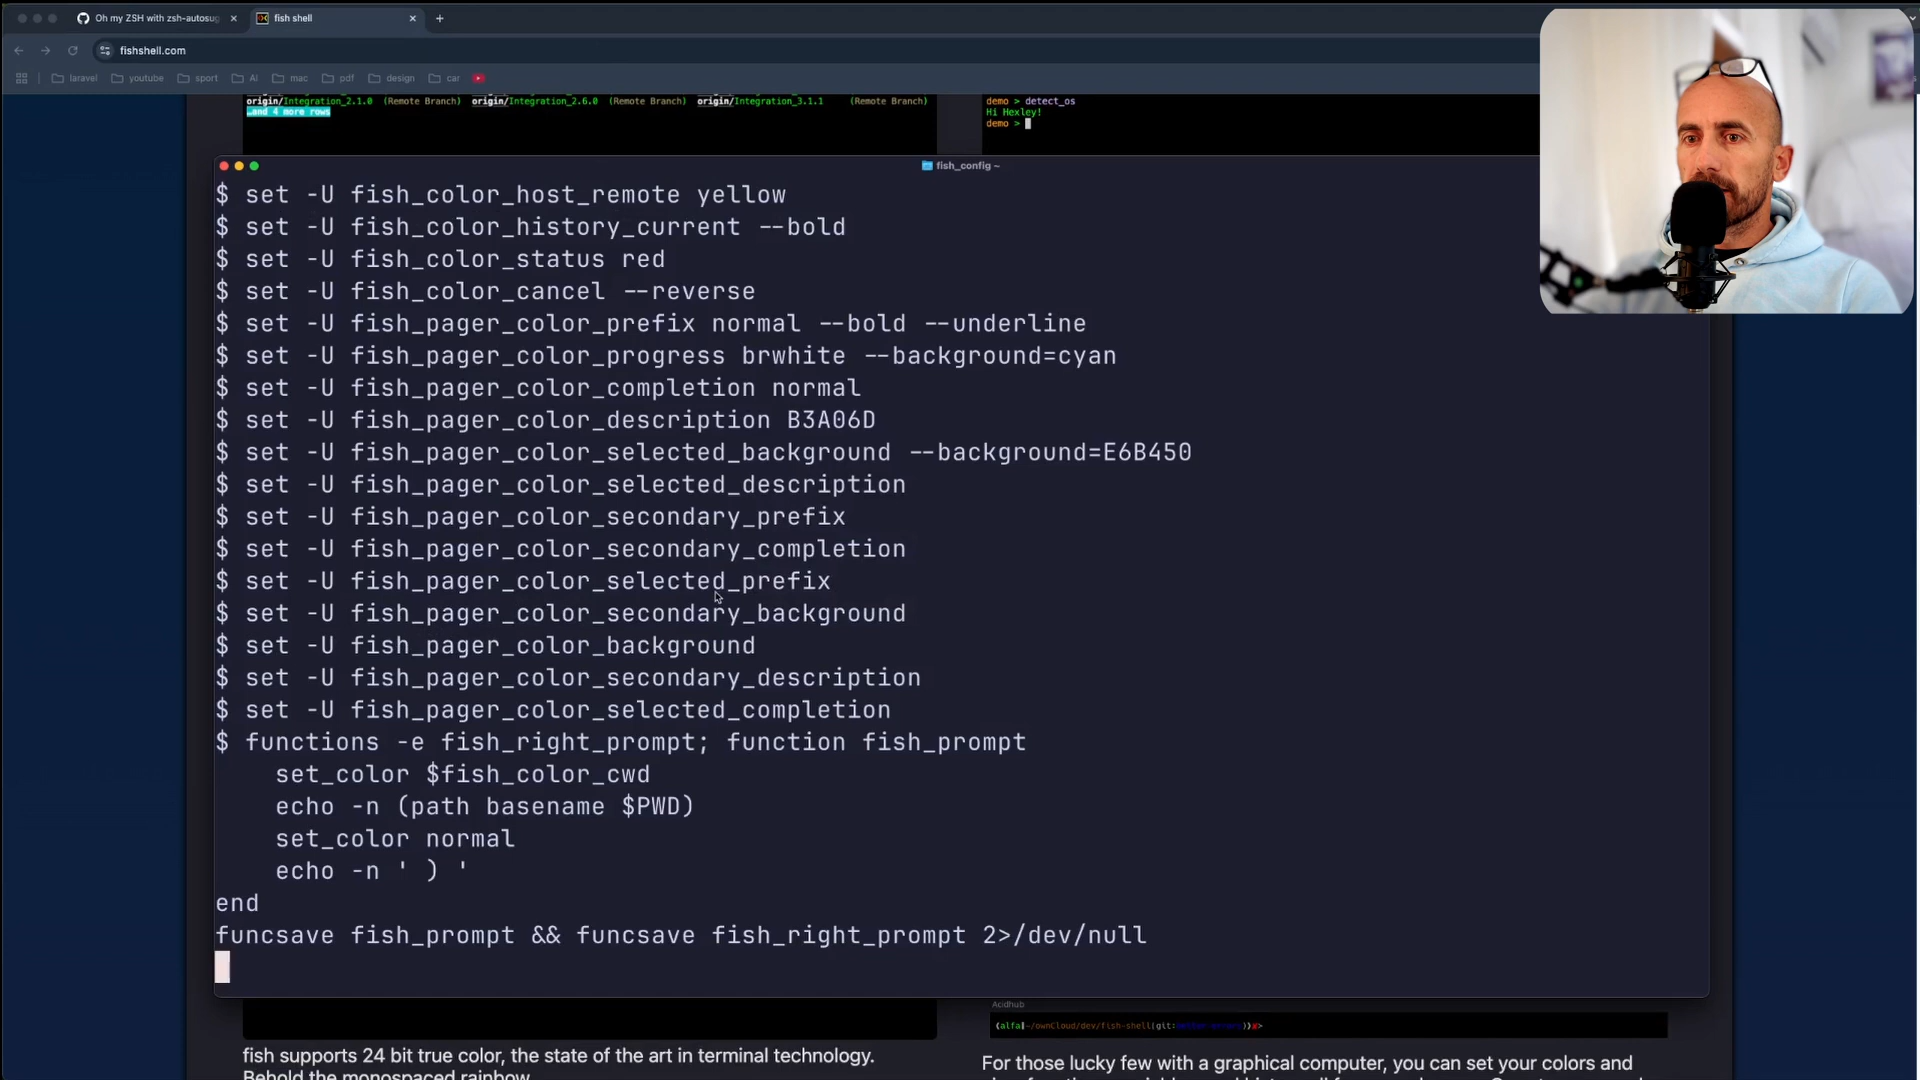 Oh my ZSH with zsh-autosug
fish shell
fishshell.com
laravel
youtube
sport
AI
mac
pdf
design
car
origin/Integration_2.1.0 (Remote Branch) origin/Integration_2.6.0 (Remote Branch) origin/Integration_3.1.1 (Remote Branch)
…and 4 more rows
demo > detect_os
Hi Hexley!
demo >
fish_config ~
$ set -U fish_color_host_remote yellow
$ set -U fish_color_history_current --bold
$ set -U fish_color_status red
$ set -U fish_color_cancel --reverse
$ set -U fish_pager_color_prefix normal --bold --underline
$ set -U fish_pager_color_progress brwhite --background=cyan
$ set -U fish_pager_color_completion normal
$ set -U fish_pager_color_description B3A06D
$ set -U fish_pager_color_selected_background --background=E6B450
$ set -U fish_pager_color_selected_description
$ set -U fish_pager_color_secondary_prefix
$ set -U fish_pager_color_secondary_completion
$ set -U fish_pager_color_selected_prefix
$ set -U fish_pager_color_secondary_background
$ set -U fish_pager_color_background
$ set -U fish_pager_color_secondary_description
$ set -U fish_pager_color_selected_completion
$ functions -e fish_right_prompt; function fish_prompt
    set_color $fish_color_cwd
    echo -n (path basename $PWD)
    set_color normal
    echo -n ' ) '
end
funcsave fish_prompt && funcsave fish_right_prompt 2>/dev/null
Acidhub
fish supports 24 bit true color, the state of the art in terminal technology.
Behold the monospaced rainbow
For those lucky few with a graphical computer, you can set your colors and